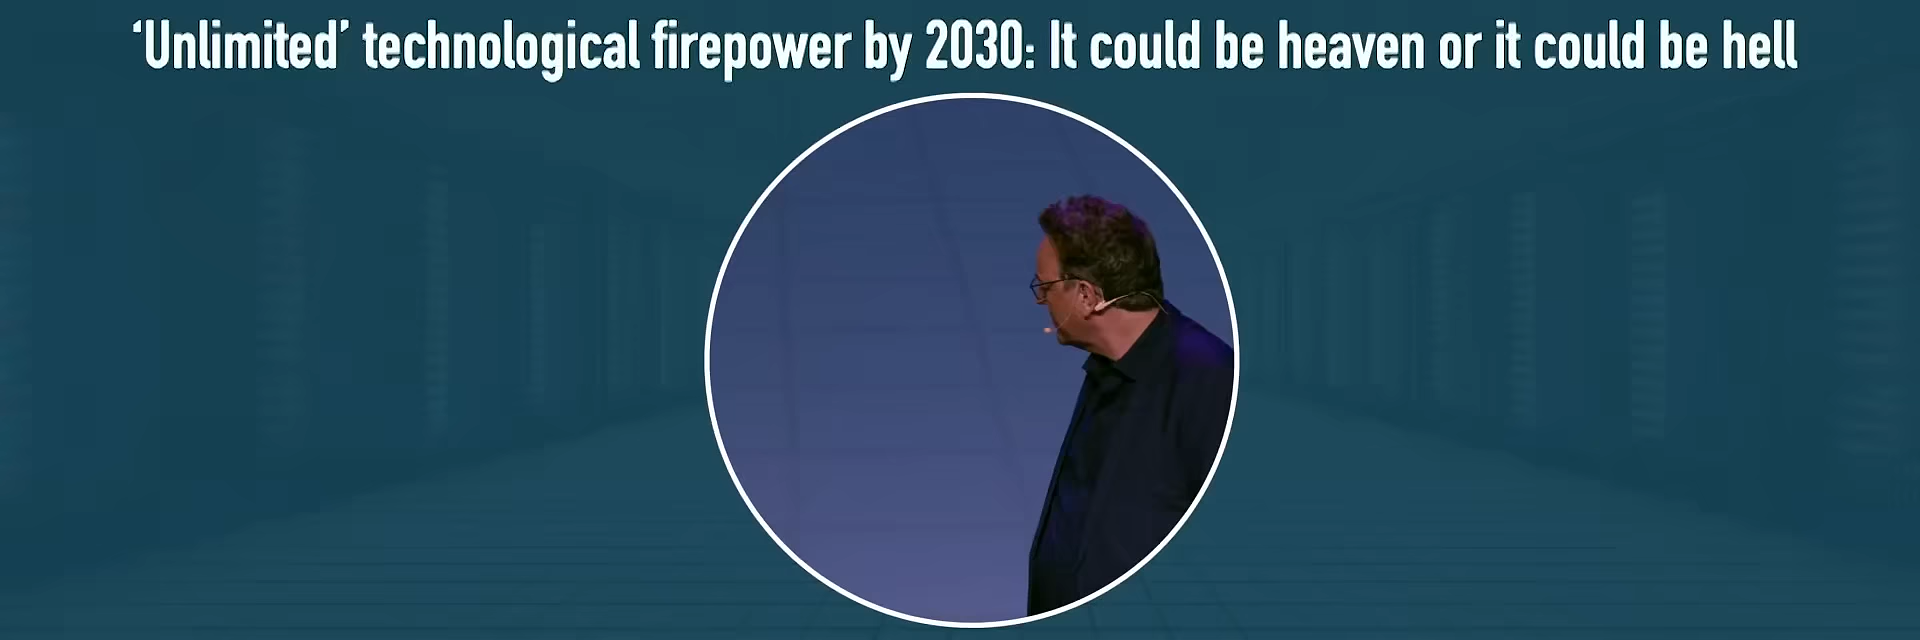 ‘Unlimited’ technological firepower by 2030: It could be heaven or it could be hell